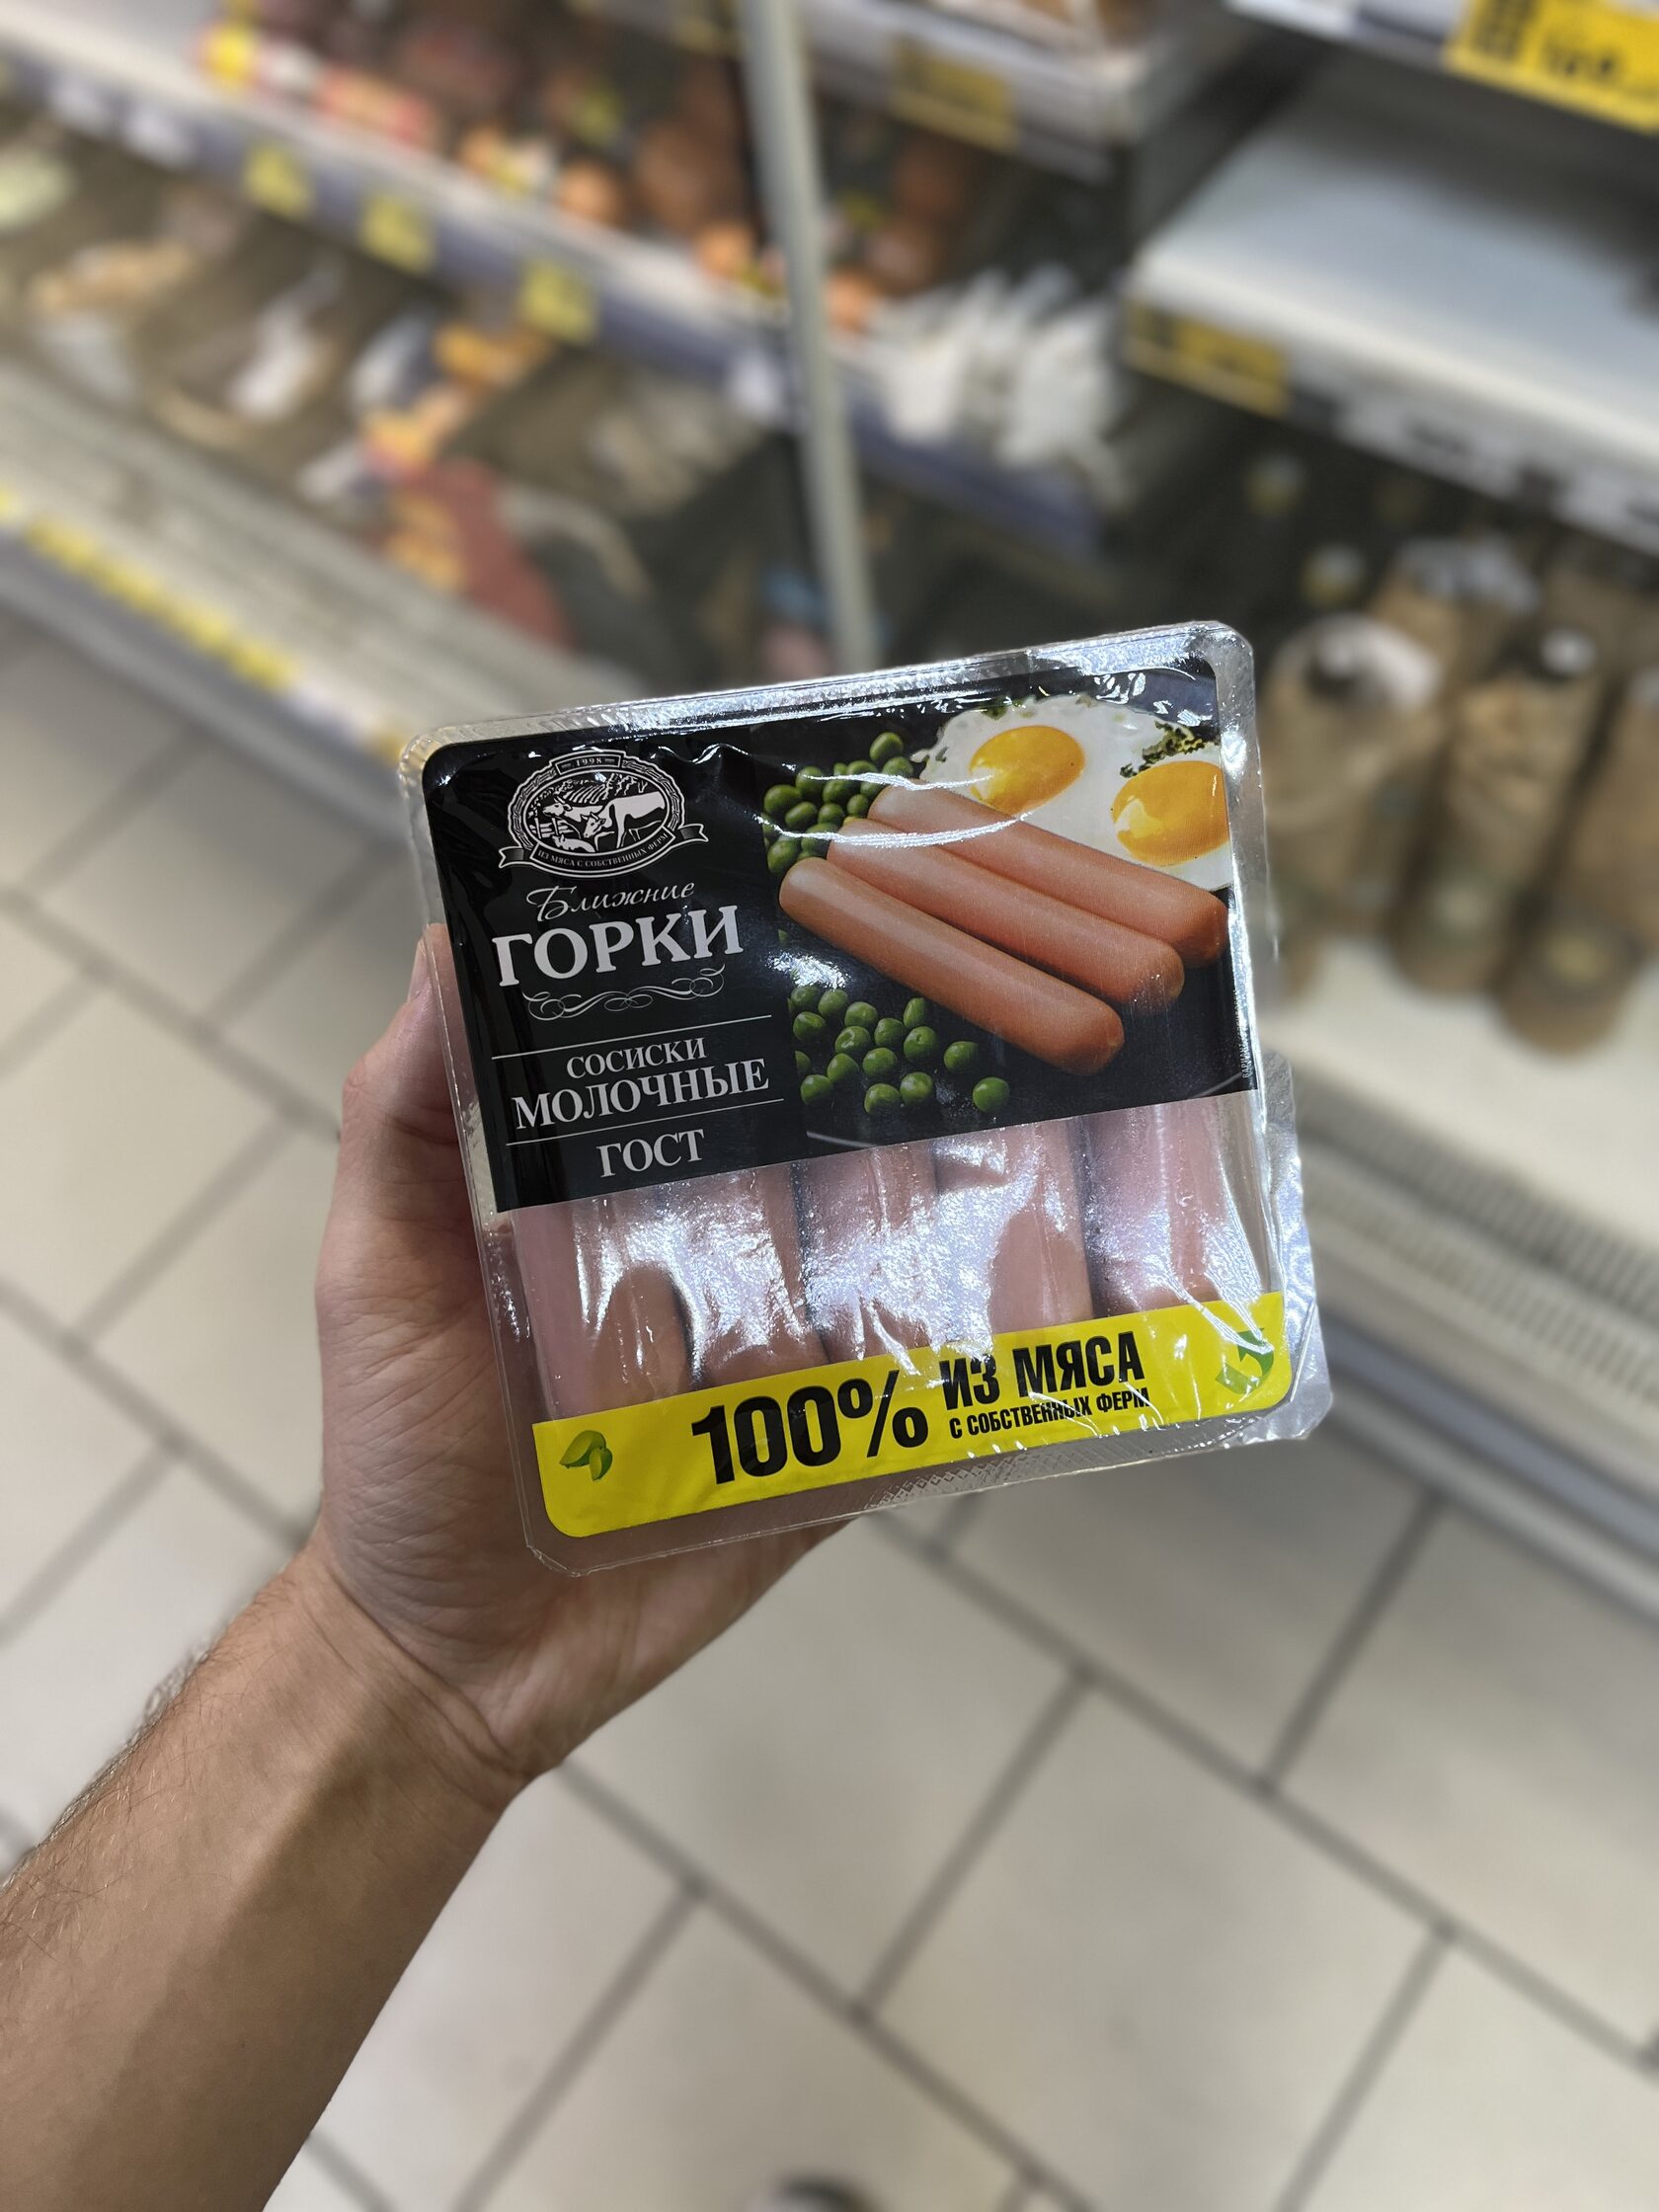 1998
ИЗ МЯСА С СОБСТВЕННЫХ ФЕРМ
Ближние
ГОРКИ
СОСИСКИ
МОЛОЧНЫЕ
ГОСТ
100% ИЗ МЯСА
С СОБСТВЕННЫХ ФЕРМ